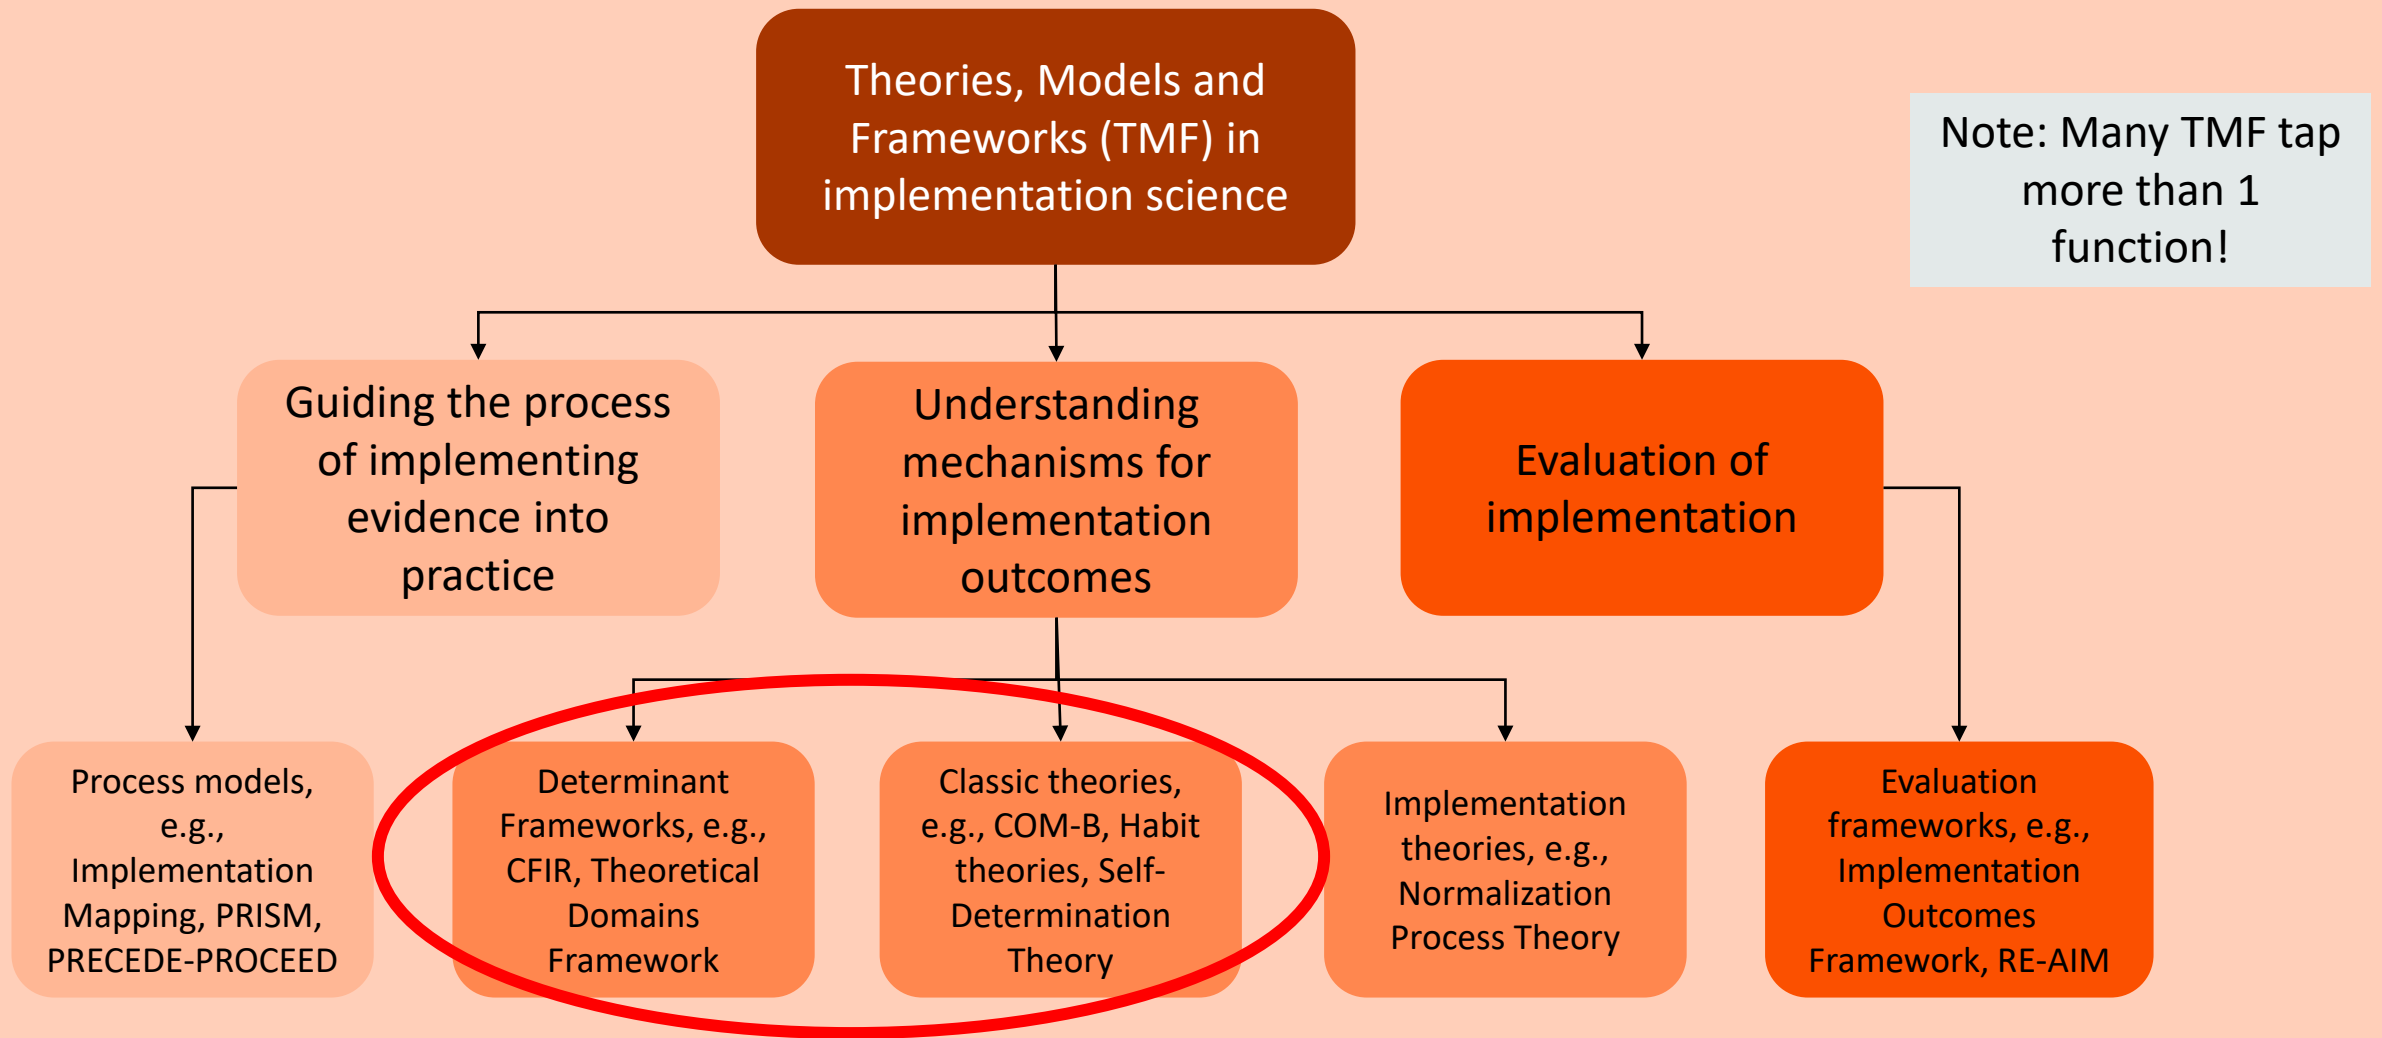 Theories, Models and
Frameworks (TMF) in
implementation science
Note: Many TMF tap
more than 1
function!
Guiding the process
of implementing
evidence into
practice
Understanding
mechanisms for
implementation
outcomes
Evaluation of
implementation
Process models,
e.g.,
Implementation
Mapping, PRISM,
PRECEDE-PROCEED
Determinant
Frameworks, e.g.,
CFIR, Theoretical
Domains
Framework
Classic theories,
e.g., COM-B, Habit
theories, Self-
Determination
Theory
Implementation
theories, e.g.,
Normalization
Process Theory
Evaluation
frameworks, e.g.,
Implementation
Outcomes
Framework, RE-AIM